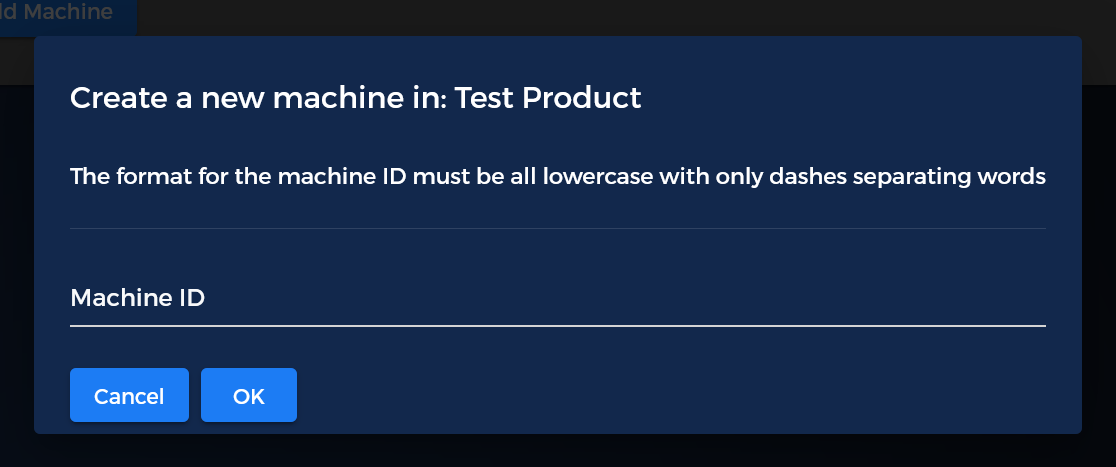 Machine
Create a new machine in: Test Product
The format for the machine ID must be all lowercase with only dashes separating words
Machine ID
Cancel OK